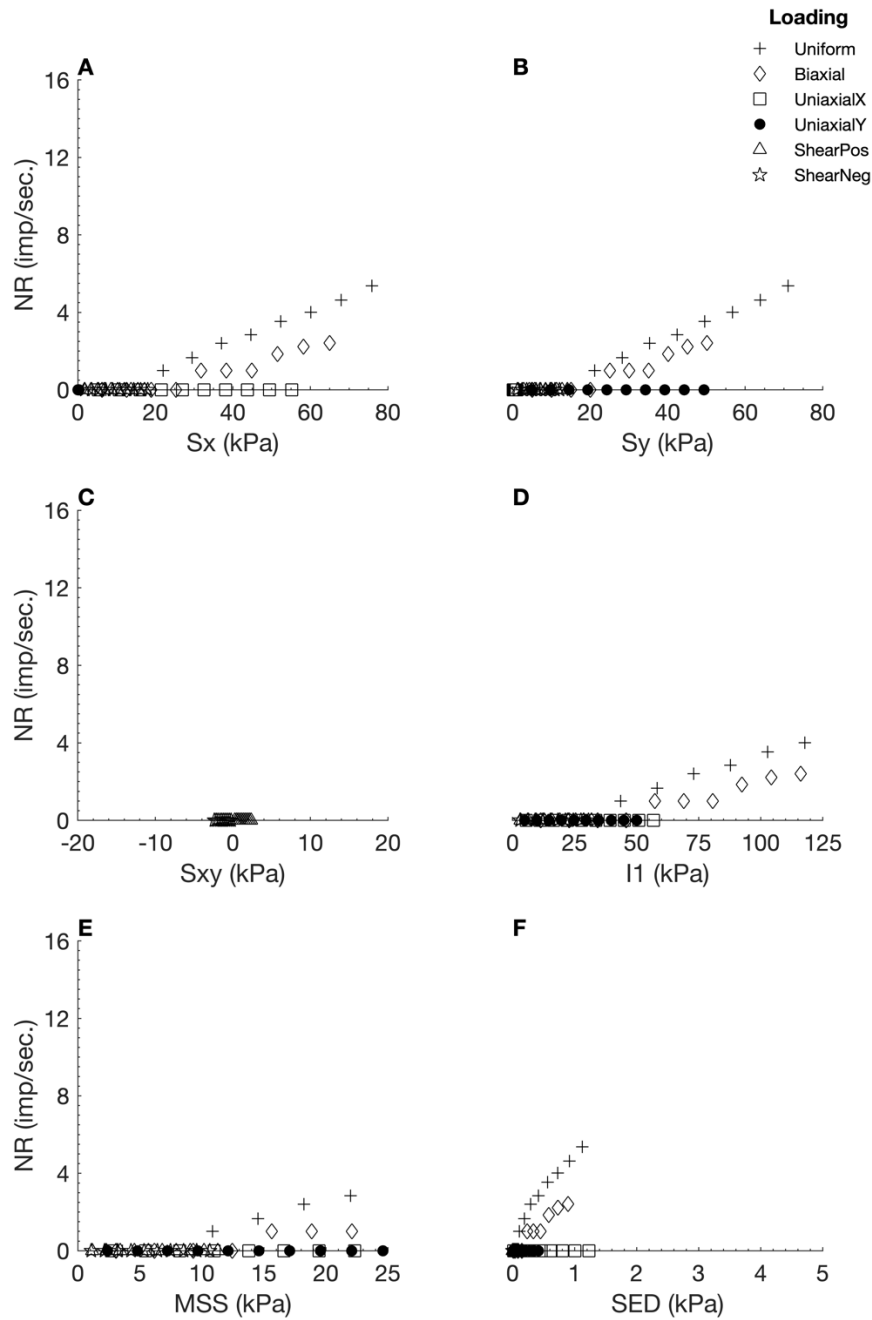 Loading
Uniform
Biaxial
UniaxialX
UniaxialY
ShearPos
ShearNeg
A
16
12
8
4
0
NR (imp/sec.)
0 20 40 60 80
Sx (kPa)
B
0 20 40 60 80
Sy (kPa)
C
16
12
8
4
0
NR (imp/sec.)
-20 -10 0 10 20
Sxy (kPa)
D
0 25 50 75 100 125
I1 (kPa)
E
16
12
8
4
0
NR (imp/sec.)
0 5 10 15 20 25
MSS (kPa)
F
0 1 2 3 4 5
SED (kPa)